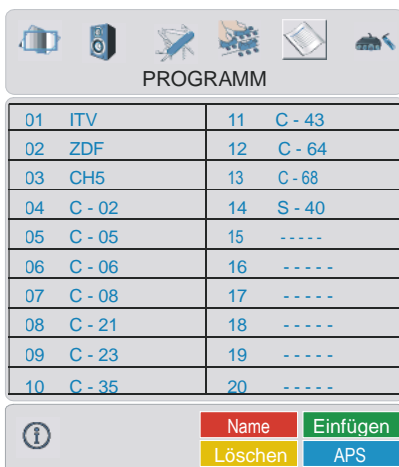 PROGRAMM
01 ITV 11 C - 43
02 ZDF 12 C - 64
03 CH5 13 C - 68
04 C - 02 14 S - 40
05 C - 05 15 - - - - -
06 C - 06 16 - - - - -
07 C - 08 17 - - - - -
08 C - 21 18 - - - - -
09 C - 23 19 - - - - -
10 C - 35 20 - - - - -
Name Einfügen
Löschen APS